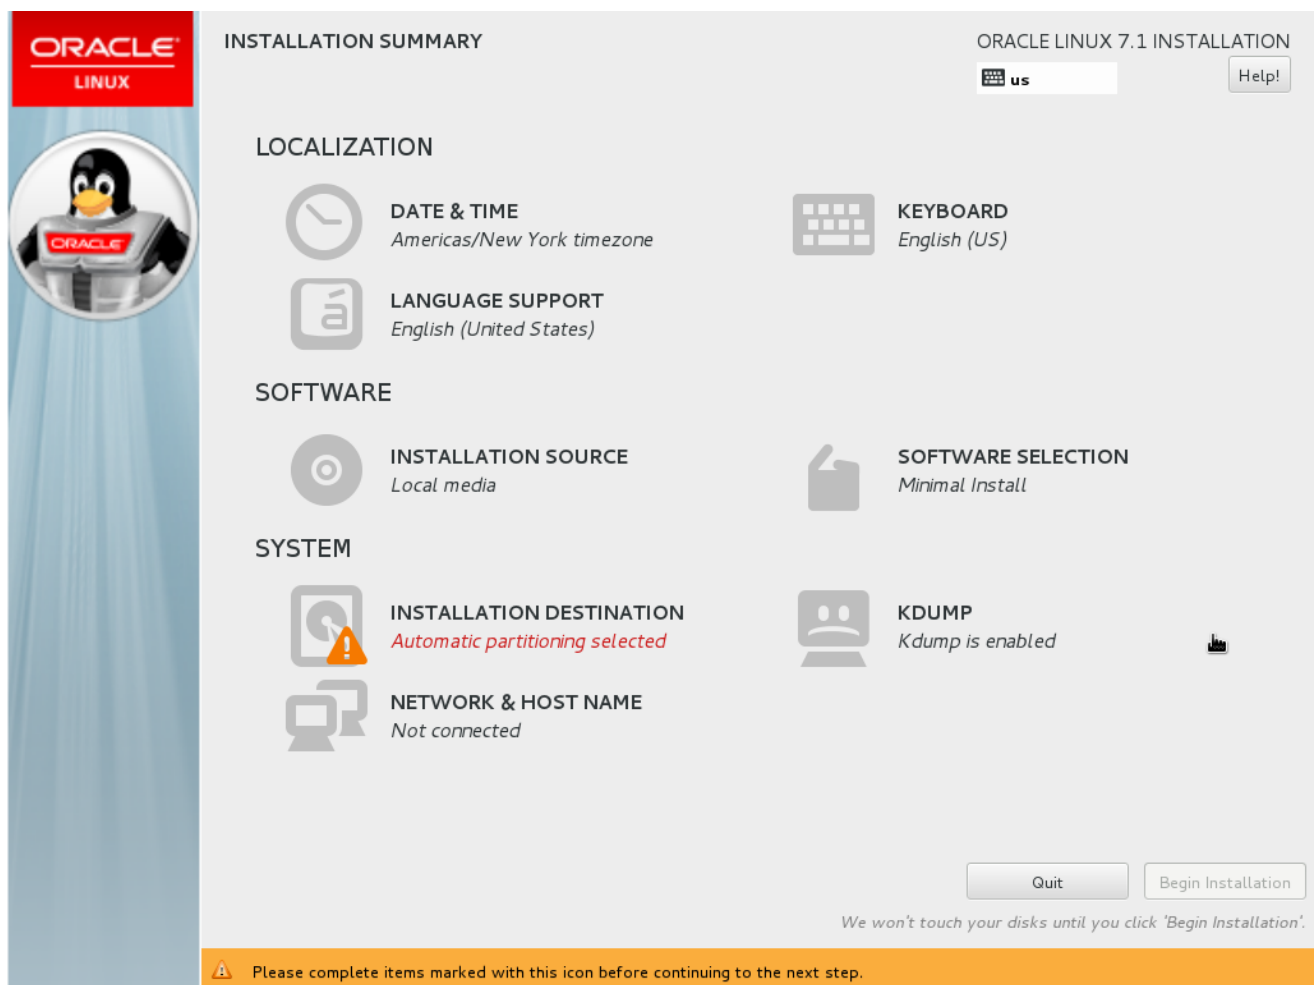 ORACLE
LINUX
ORACLE
INSTALLATION SUMMARY
ORACLE LINUX 7.1 INSTALLATION
us
Help!
LOCALIZATION
DATE & TIME
Americas/New York timezone
KEYBOARD
English (US)
á
LANGUAGE SUPPORT
English (United States)
SOFTWARE
INSTALLATION SOURCE
Local media
SOFTWARE SELECTION
Minimal Install
SYSTEM
INSTALLATION DESTINATION
Automatic partitioning selected
KDUMP
Kdump is enabled
NETWORK & HOST NAME
Not connected
Quit
Begin Installation
We won't touch your disks until you click 'Begin Installation'.
Please complete items marked with this icon before continuing to the next step.